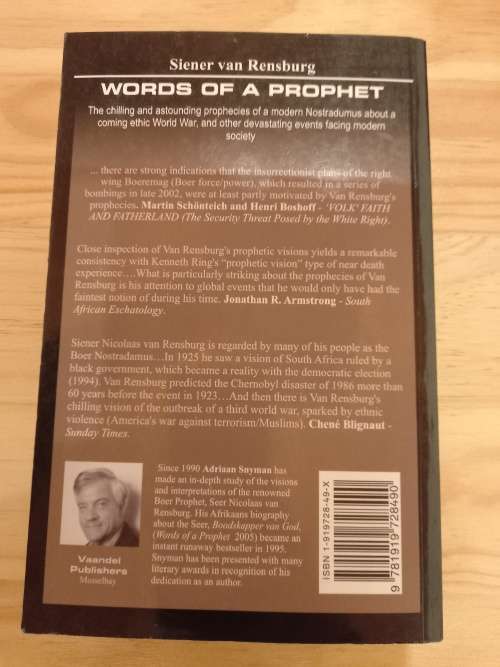 Siener van Rensburg
WORDS OF A PROPHET
The chilling and astounding prophecies of a modern Nostradumus about a
coming ethic World War, and other devastating events facing modern
society
... there are strong indications that the insurrectionist plans of the right
wing Boeremag (Boer force/power), which resulted in a series of
bombings in late 2002, were at least partly motivated by Van Rensburg's
prophecies. Martin Schönteich and Henri Boshoff - 'VOLK' FAITH
AND FATHERLAND (The Security Threat Posed by the White Right).
Close inspection of Van Rensburg's prophetic visions yields a remarkable
consistency with Kenneth Ring's "prophetic vision" type of near death
experience....What is particularly striking about the prophecies of Van
Rensburg is his attention to global events that he would only have had the
faintest notion of during his time. Jonathan R. Armstrong - South
African Eschatology.
Siener Nicolaas van Rensburg is regarded by many of his people as the
Boer Nostradamus...In 1925 he saw a vision of South Africa ruled by a
black government, which became a reality with the democratic election
(1994). Van Rensburg predicted the Chernobyl disaster of 1986 more than
60 years before the event in 1923...And then there is Van Rensburg's
chilling vision of the outbreak of a third world war, sparked by ethnic
violence (America's war against terrorism/Muslims). Chené Blignaut -
Sunday Times.
Since 1990 Adriaan Snyman has
made an in-depth study of the visions
and interpretations of the renowned
Boer Prophet, Seer Nicolaas van
Rensburg. His Afrikaans biography
about the Seer, Boodskapper van God,
(Words of a Prophet 2005) became an
instant runaway bestseller in 1995.
Snyman has been presented with many
literary awards in recognition of his
dedication as an author.
Vaandel
Publishers
Mosselbay
ISBN 1-919728-49-X
9 781919 728490